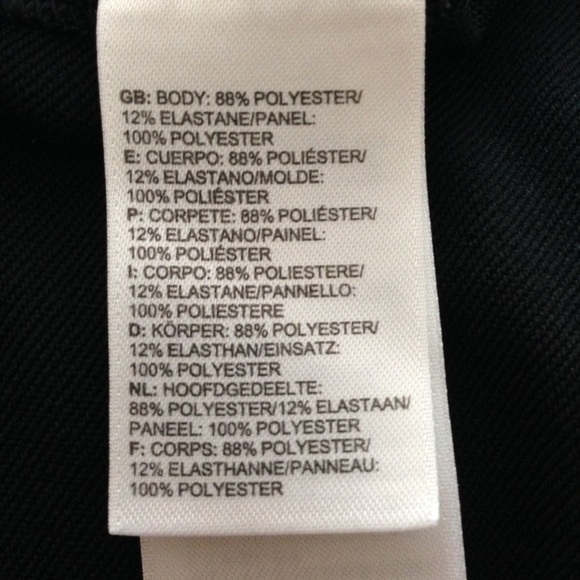 GB: BODY: 88% POLYESTER/
12% ELASTANE/PANEL:
100% POLYESTER
E: CUERPO: 88% POLIÉSTER/
12% ELASTANO/MOLDE:
100% POLIÉSTER
P: CORPETE: 88% POLIÉSTER/
12% ELASTANO/PAINEL:
100% POLIÉSTER
I: CORPO: 88% POLIESTERE/
12% ELASTANE/PANNELLO:
100% POLIESTERE
D: KÖRPER: 88% POLYESTER/
12% ELASTHAN/EINSATZ:
100% POLYESTER
NL: HOOFDGEDEELTE:
88% POLYESTER/12% ELASTAAN/
PANEEL: 100% POLYESTER
F: CORPS: 88% POLYESTER/
12% ELASTHANNE/PANNEAU:
100% POLYESTER